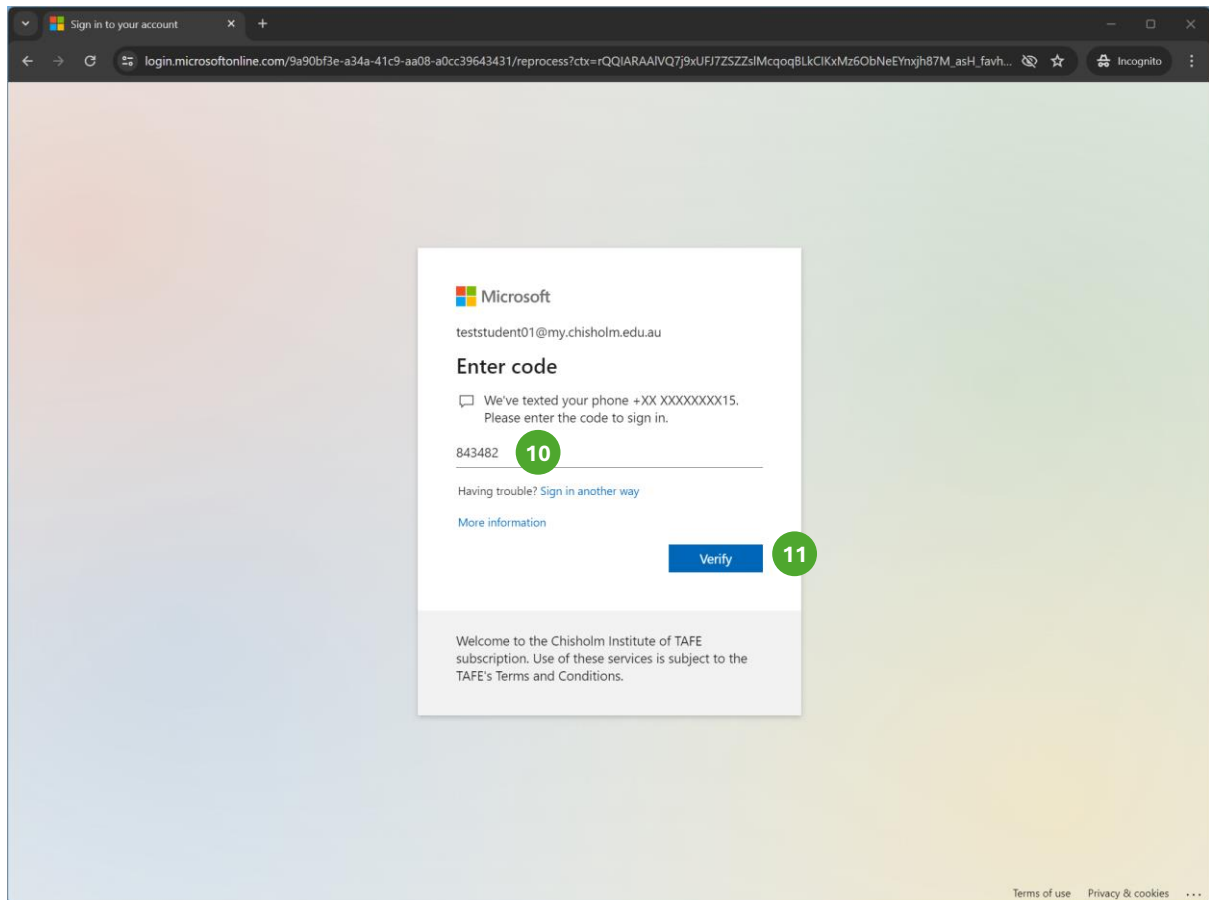 Sign in to your account
login.microsoftonline.com/9a90bf3e-a34a-41c9-aa08-a0cc39643431/reprocess?ctx=rQQIARAAlVQ7j9xUFJ7ZSZZslMcqoqBLkClKxMz6ObNeEYnxjh87M_asH_favh... Incognito
Microsoft
teststudent01@my.chisholm.edu.au
Enter code
We've texted your phone +XX XXXXXXXX15.
Please enter the code to sign in.
843482 10
Having trouble? Sign in another way
More information
Verify 11
Welcome to the Chisholm Institute of TAFE
subscription. Use of these services is subject to the
TAFE's Terms and Conditions.
Terms of use Privacy & cookies ...